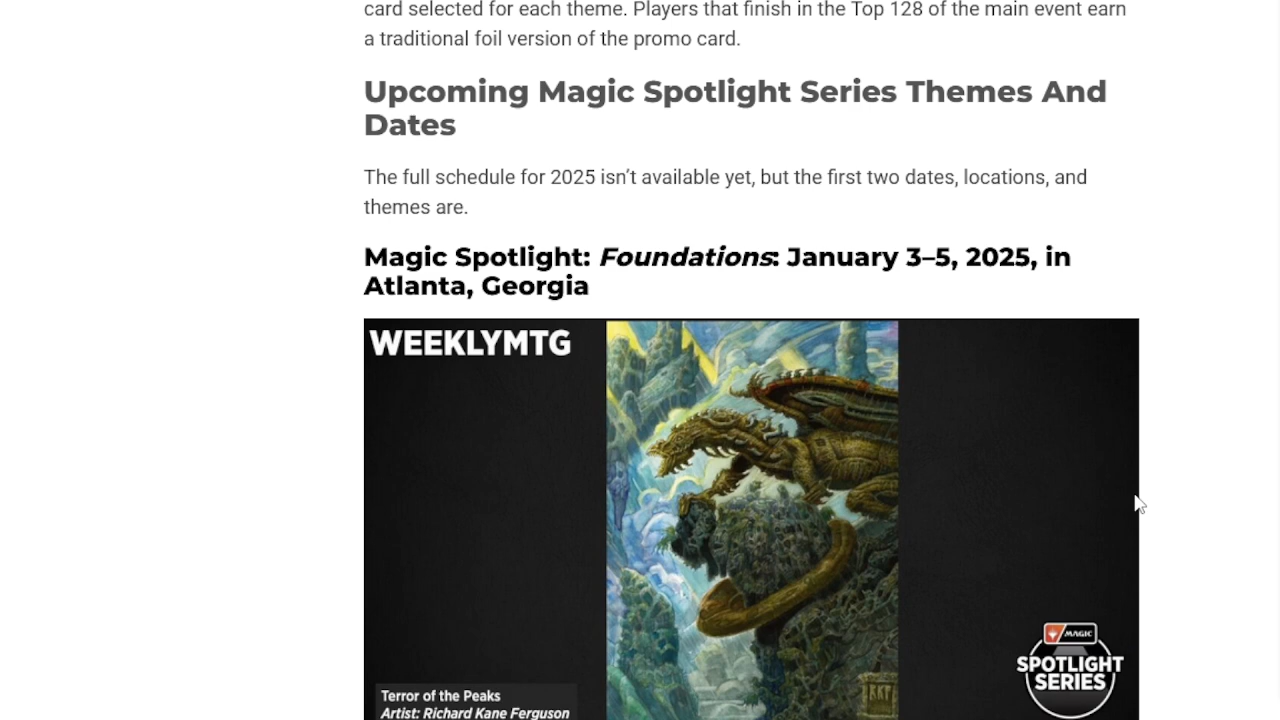 card selected for each theme. Players that finish in the Top 128 of the main event earn
a traditional foil version of the promo card.
Upcoming Magic Spotlight Series Themes And
Dates
The full schedule for 2025 isn’t available yet, but the first two dates, locations, and
themes are.
Magic Spotlight: Foundations: January 3–5, 2025, in
Atlanta, Georgia
WEEKLYMTG
RKF
MAGIC
SPOTLIGHT
SERIES
Terror of the Peaks
Artist: Richard Kane Ferguson